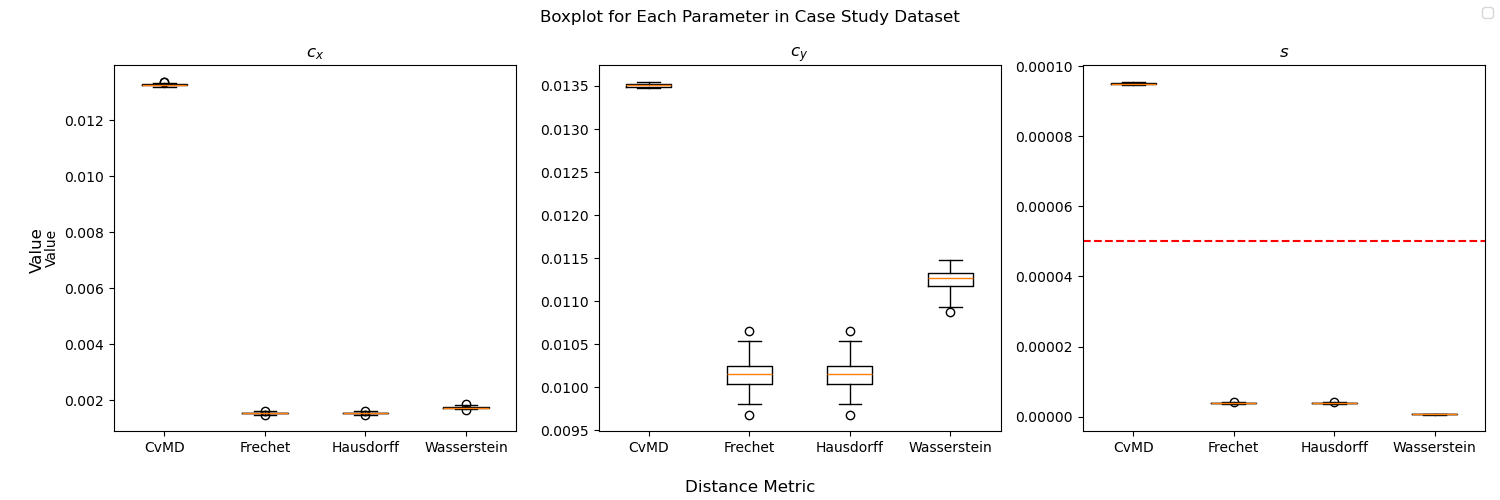 Boxplot for Each Parameter in Case Study Dataset
c_x
c_y
s
Value
Value
0.012
0.010
0.008
0.006
0.004
0.002
CvMD Frechet Hausdorff Wasserstein
0.0135
0.0130
0.0125
0.0120
0.0115
0.0110
0.0105
0.0100
0.0095
CvMD Frechet Hausdorff Wasserstein
0.00010
0.00008
0.00006
0.00004
0.00002
0.00000
CvMD Frechet Hausdorff Wasserstein
Distance Metric